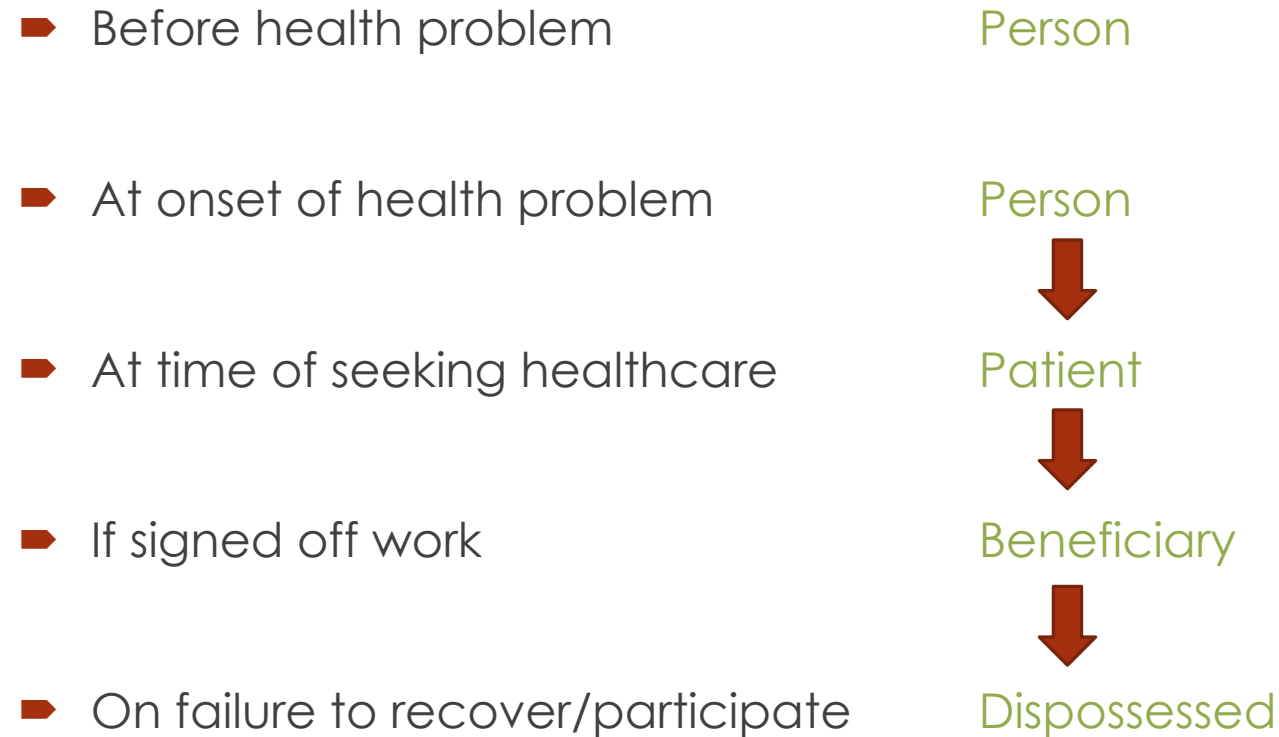 Before health problem Person
At onset of health problem Person
At time of seeking healthcare Patient
If signed off work Beneficiary
On failure to recover/participate Dispossessed